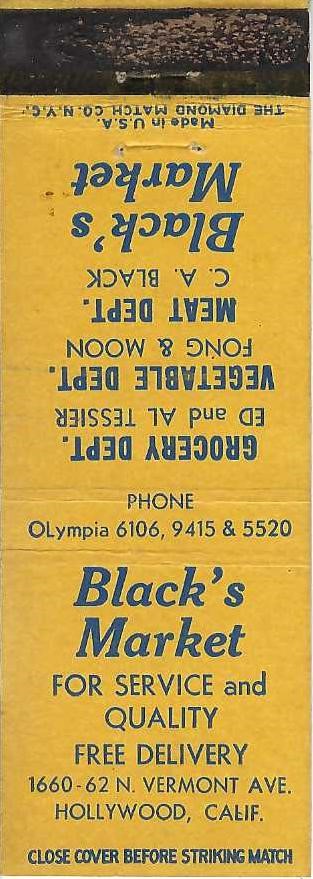 Made in U.S.A.
THE DIAMOND MATCH CO. N.Y.C.
Black's
Market
C. A. BLACK
MEAT DEPT.
FONG & MOON
VEGETABLE DEPT.
ED and AL TESSIER
GROCERY DEPT.
PHONE
OLympia 6106, 9415 & 5520
Black's
Market
FOR SERVICE and
QUALITY
FREE DELIVERY
1660-62 N. VERMONT AVE.
HOLLYWOOD, CALIF.
CLOSE COVER BEFORE STRIKING MATCH